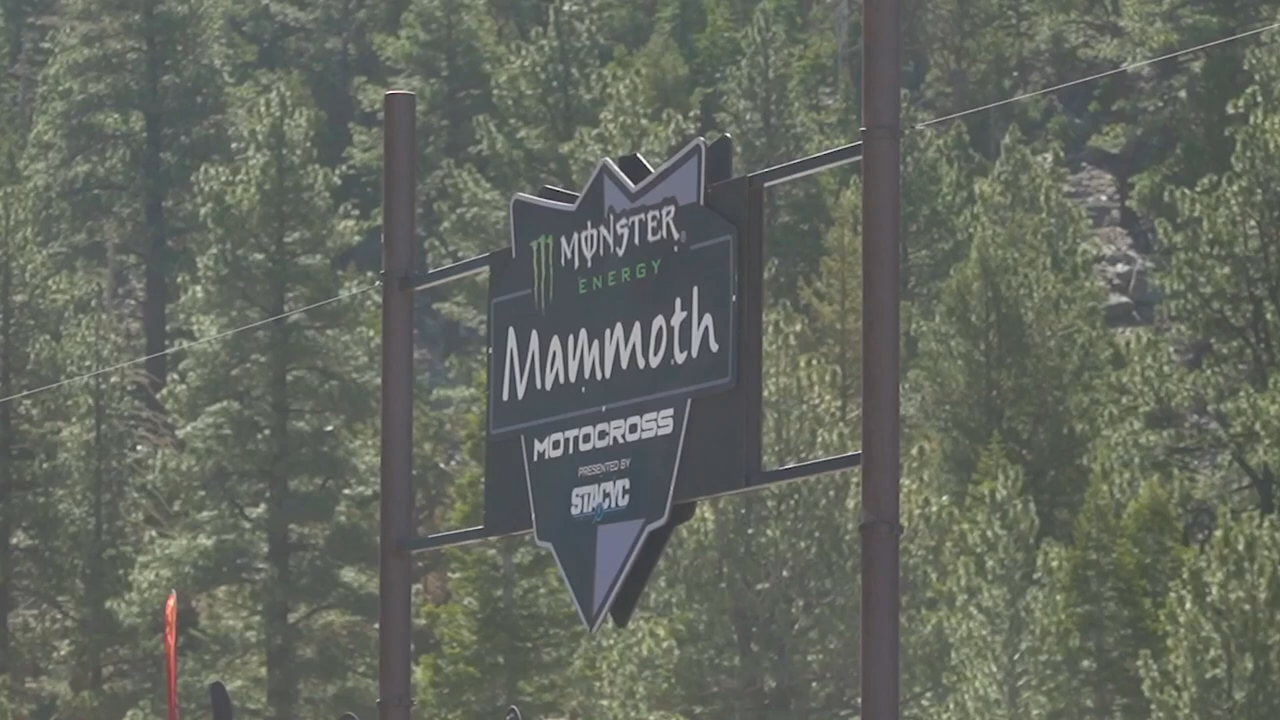 MONSTER
ENERGY
Mammoth
MOTOCROSS
PRESENTED BY
STACYC